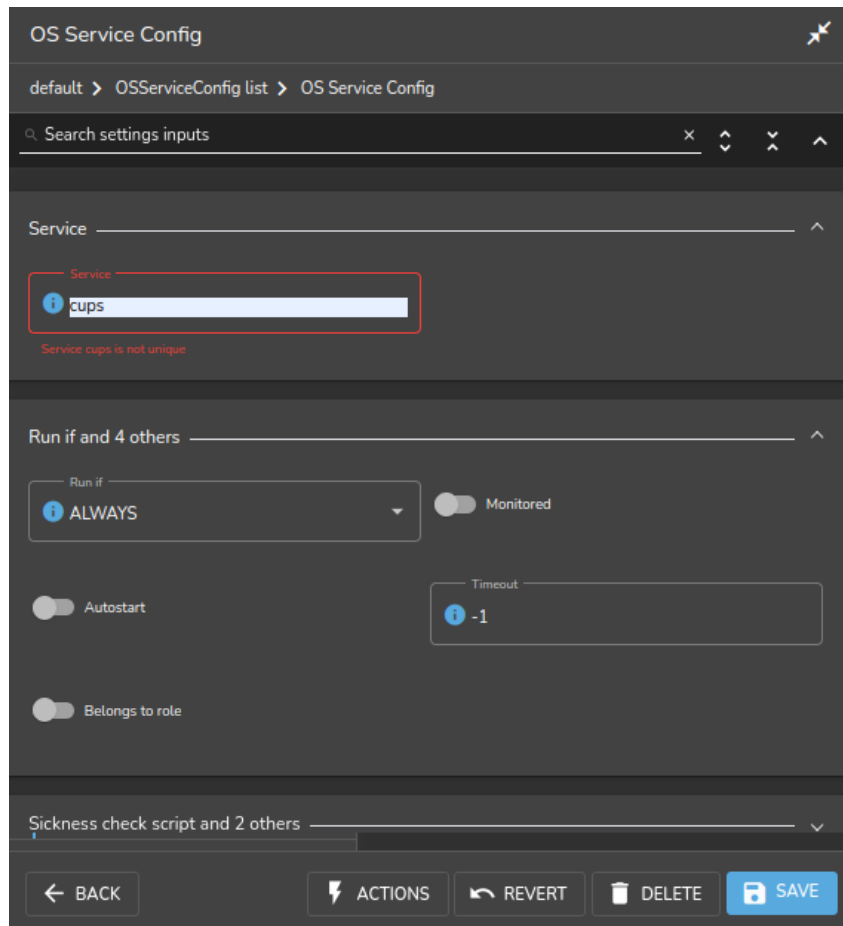 OS Service Config
default > OSServiceConfig list > OS Service Config
Search settings inputs
Service
Service
cups
Service cups is not unique
Run if and 4 others
Run if
ALWAYS
Monitored
Autostart
Timeout
-1
Belongs to role
Sickness check script and 2 others
BACK ACTIONS REVERT DELETE SAVE